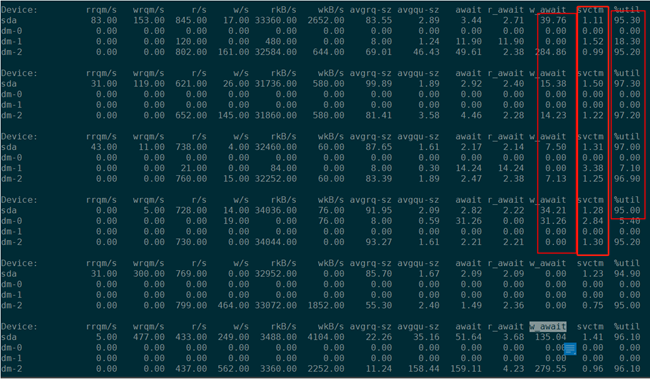 Device: rrqm/s wrqm/s r/s w/s rkB/s wkB/s avgrq-sz avgqu-sz await r_await w_await svctm %util
sda 83.00 153.00 845.00 17.00 33360.00 2652.00 83.55 2.89 3.44 2.71 39.76 1.11 95.30
dm-0 0.00 0.00 0.00 0.00 0.00 0.00 0.00 0.00 0.00 0.00 0.00 0.00 0.00
dm-1 0.00 0.00 120.00 0.00 480.00 0.00 8.00 1.24 11.90 11.90 0.00 1.52 18.30
dm-2 0.00 0.00 802.00 161.00 32584.00 644.00 69.01 46.43 49.61 2.38 284.86 0.99 95.20
Device: rrqm/s wrqm/s r/s w/s rkB/s wkB/s avgrq-sz avgqu-sz await r_await w_await svctm %util
sda 31.00 119.00 621.00 26.00 31736.00 580.00 99.89 1.89 2.92 2.40 15.38 1.50 97.30
dm-0 0.00 0.00 0.00 0.00 0.00 0.00 0.00 0.00 0.00 0.00 0.00 0.00 0.00
dm-1 0.00 0.00 0.00 0.00 0.00 0.00 0.00 0.00 0.00 0.00 0.00 0.00 0.00
dm-2 0.00 0.00 652.00 145.00 31860.00 580.00 81.41 3.58 4.46 2.28 14.23 1.22 97.20
Device: rrqm/s wrqm/s r/s w/s rkB/s wkB/s avgrq-sz avgqu-sz await r_await w_await svctm %util
sda 43.00 11.00 738.00 4.00 32460.00 60.00 87.65 1.61 2.17 2.14 7.50 1.31 97.00
dm-0 0.00 0.00 0.00 0.00 0.00 0.00 0.00 0.00 0.00 0.00 0.00 0.00 0.00
dm-1 0.00 0.00 21.00 0.00 84.00 0.00 8.00 0.30 14.24 14.24 0.00 3.38 7.10
dm-2 0.00 0.00 760.00 15.00 32252.00 60.00 83.39 1.89 2.47 2.38 7.13 1.25 96.90
Device: rrqm/s wrqm/s r/s w/s rkB/s wkB/s avgrq-sz avgqu-sz await r_await w_await svctm %util
sda 0.00 5.00 728.00 14.00 34036.00 76.00 91.95 2.09 2.82 2.22 34.21 1.28 95.00
dm-0 0.00 0.00 0.00 19.00 0.00 76.00 8.00 0.59 31.26 0.00 31.26 2.84 5.40
dm-1 0.00 0.00 0.00 0.00 0.00 0.00 0.00 0.00 0.00 0.00 0.00 0.00 0.00
dm-2 0.00 0.00 730.00 0.00 34044.00 0.00 93.27 1.61 2.21 2.21 0.00 1.30 95.20
Device: rrqm/s wrqm/s r/s w/s rkB/s wkB/s avgrq-sz avgqu-sz await r_await w_await svctm %util
sda 31.00 300.00 769.00 0.00 32952.00 0.00 85.70 1.67 2.09 2.09 0.00 1.23 94.90
dm-0 0.00 0.00 0.00 0.00 0.00 0.00 0.00 0.00 0.00 0.00 0.00 0.00 0.00
dm-1 0.00 0.00 0.00 0.00 0.00 0.00 0.00 0.00 0.00 0.00 0.00 0.00 0.00
dm-2 0.00 0.00 799.00 464.00 33072.00 1852.00 55.30 2.40 1.49 2.36 0.00 0.75 95.00
Device: rrqm/s wrqm/s r/s w/s rkB/s wkB/s avgrq-sz avgqu-sz await r_await w_await svctm %util
sda 5.00 477.00 433.00 249.00 3488.00 4104.00 22.26 35.16 51.64 3.68 135.04 1.41 96.10
dm-0 0.00 0.00 0.00 0.00 0.00 0.00 0.00 0.00 0.00 0.00 0.00 0.00 0.00
dm-1 0.00 0.00 0.00 0.00 0.00 0.00 0.00 0.00 0.00 0.00 0.00 0.00 0.00
dm-2 0.00 0.00 437.00 562.00 3360.00 2252.00 11.24 158.44 159.11 4.23 279.55 0.96 96.10